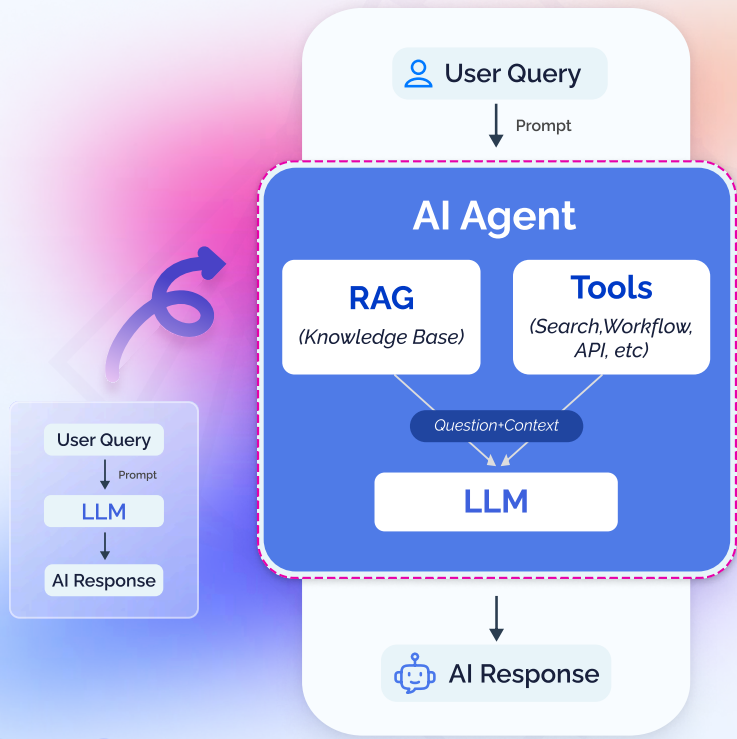 User Query
Prompt
AI Agent
RAG
(Knowledge Base)
Tools
(Search,Workflow,
API, etc)
Question+Context
LLM
AI Response
User Query
Prompt
LLM
AI Response